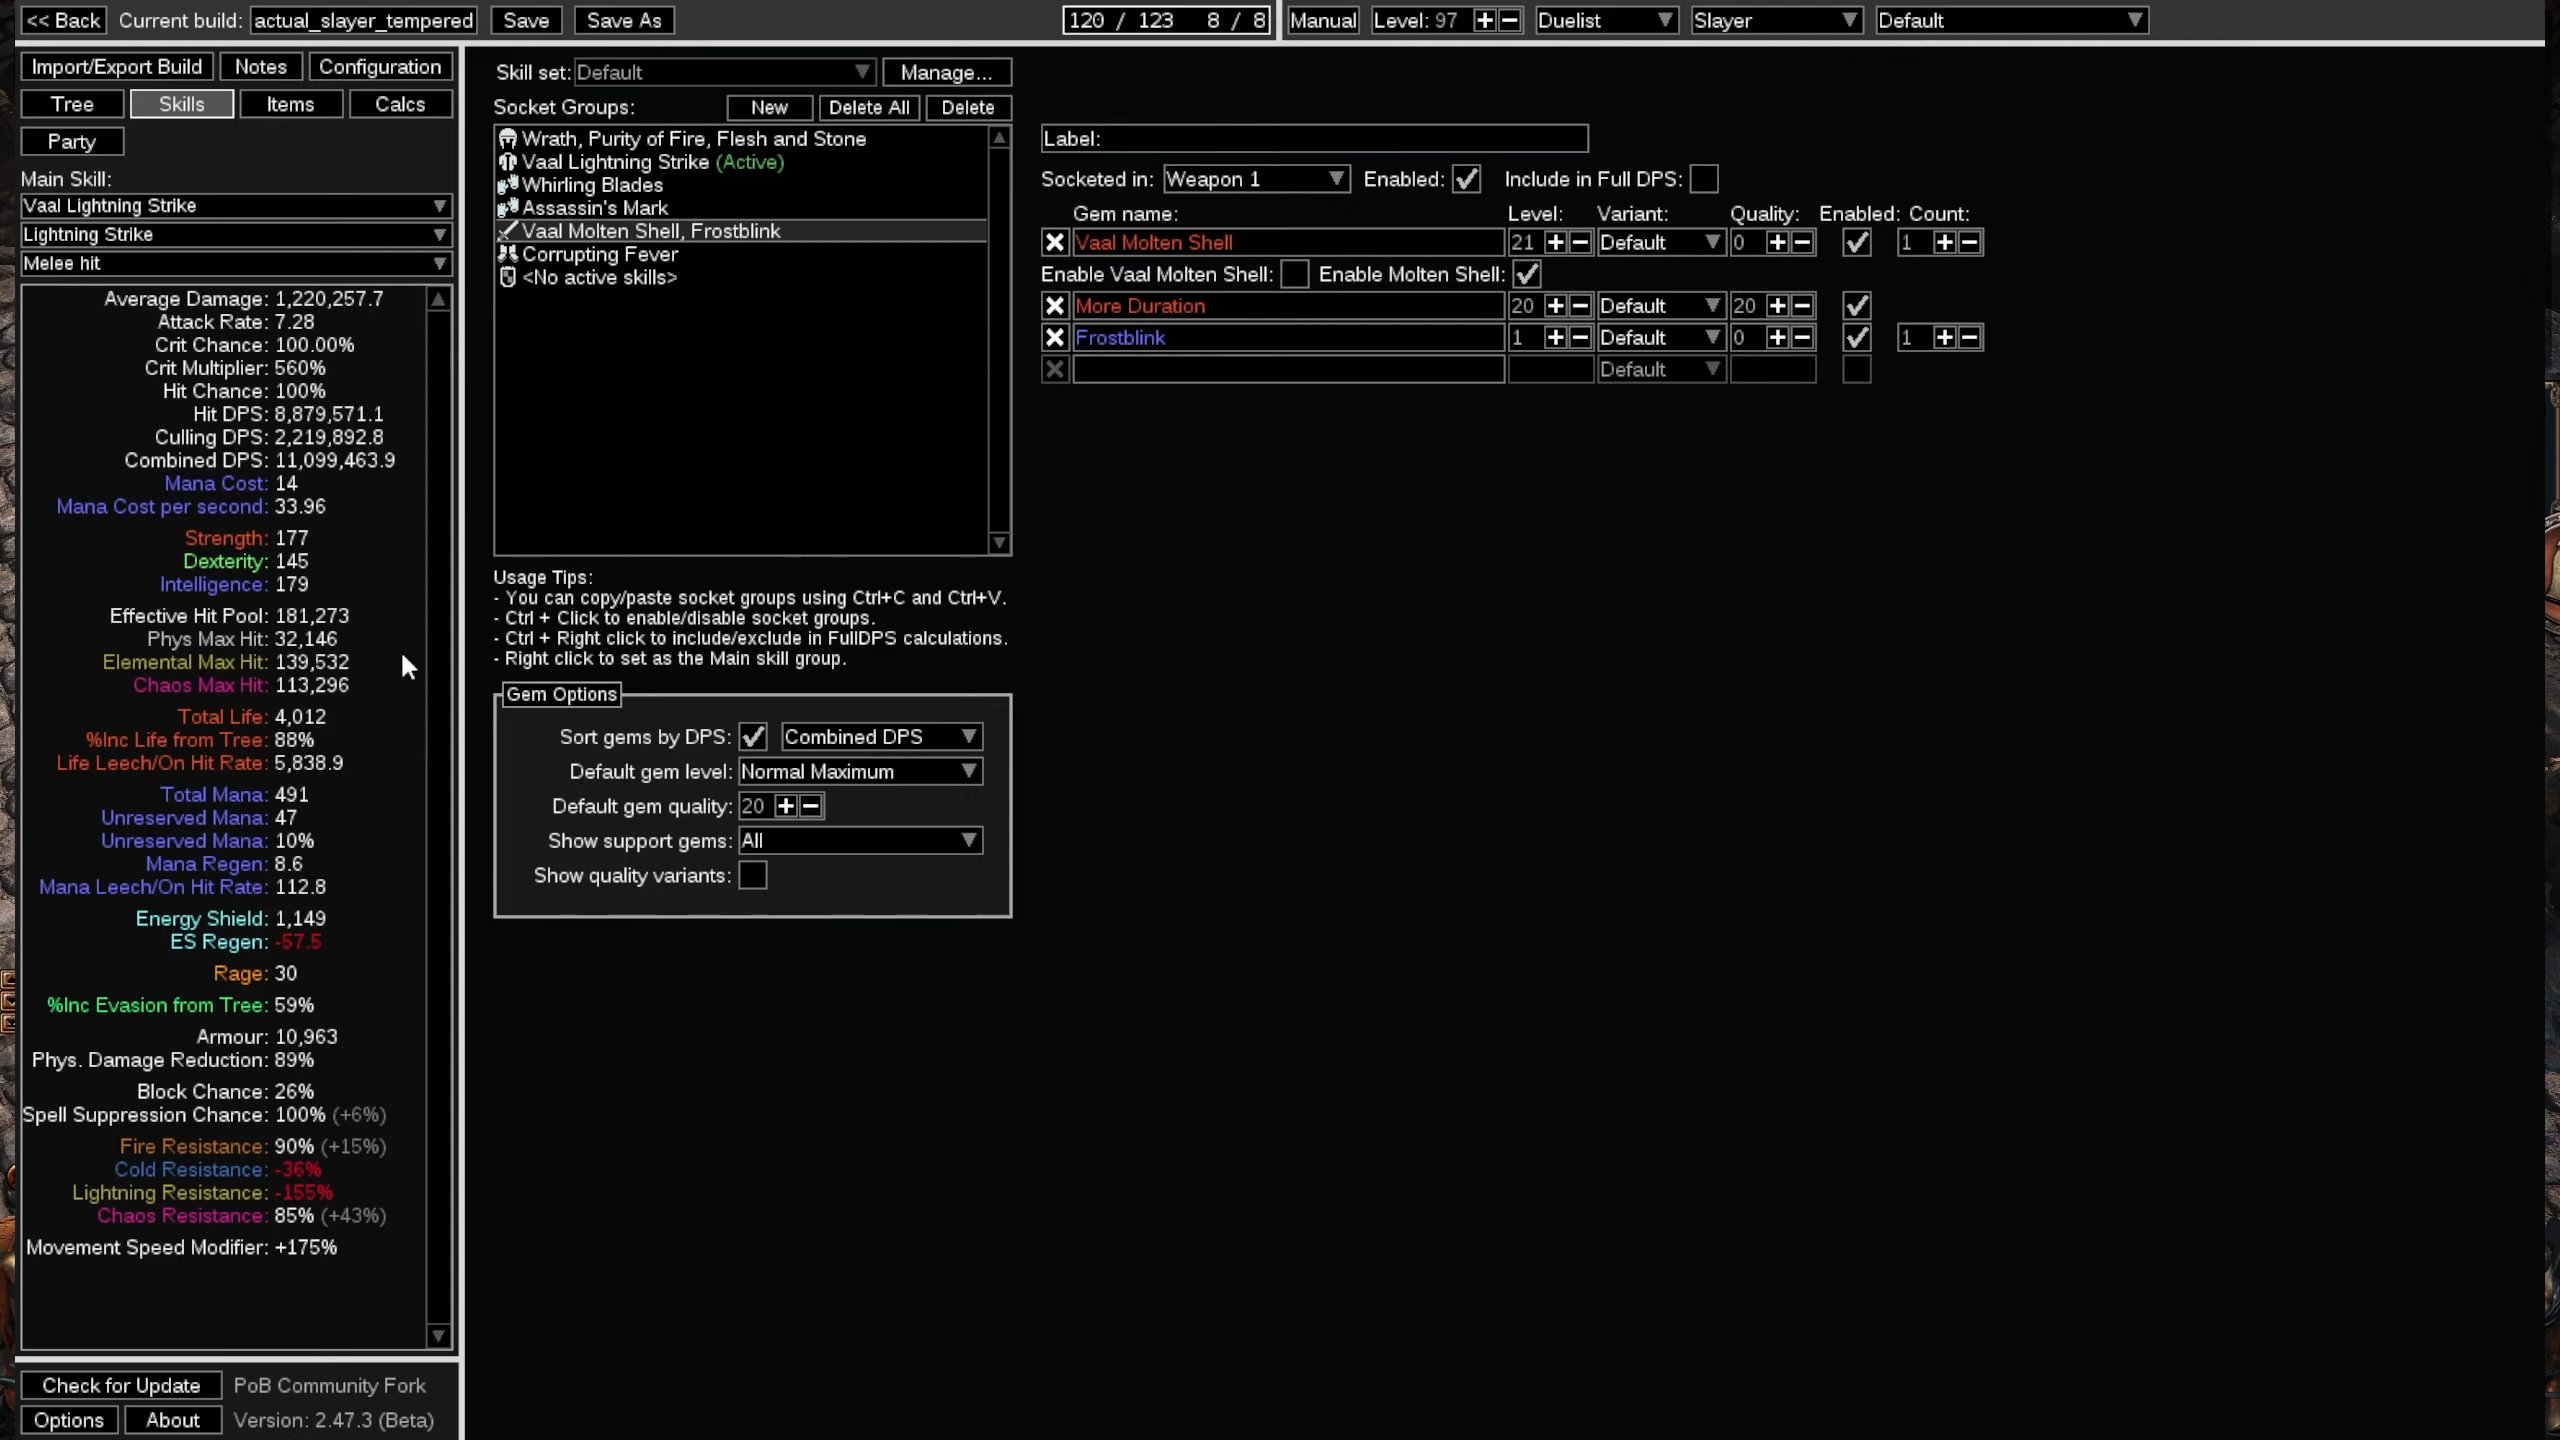 << Back Current build: actual_slayer_tempered Save Save As 120 / 123 8 / 8 Manual Level: 97 Duelist Slayer Default
Import/Export Build Notes Configuration
Tree Skills Items Calcs
Party
Main Skill:
Vaal Lightning Strike
Lightning Strike
Melee hit
Average Damage: 1,220,257.7
Attack Rate: 7.28
Crit Chance: 100.00%
Crit Multiplier: 560%
Hit Chance: 100%
Hit DPS: 8,879,571.1
Culling DPS: 2,219,892.8
Combined DPS: 11,099,463.9
Mana Cost: 14
Mana Cost per second: 33.96
Strength: 177
Dexterity: 145
Intelligence: 179
Effective Hit Pool: 181,273
Phys Max Hit: 32,146
Elemental Max Hit: 139,532
Chaos Max Hit: 113,296
Total Life: 4,012
%Inc Life from Tree: 88%
Life Leech/On Hit Rate: 5,838.9
Total Mana: 491
Unreserved Mana: 47
Unreserved Mana: 10%
Mana Regen: 8.6
Mana Leech/On Hit Rate: 112.8
Energy Shield: 1,149
ES Regen: -57.5
Rage: 30
%Inc Evasion from Tree: 59%
Armour: 10,963
Phys. Damage Reduction: 89%
Block Chance: 26%
Spell Suppression Chance: 100% (+6%)
Fire Resistance: 90% (+15%)
Cold Resistance: -36%
Lightning Resistance: -155%
Chaos Resistance: 85% (+43%)
Movement Speed Modifier: +175%
Check for Update PoB Community Fork
Options About Version: 2.47.3 (Beta)
Skill set: Default Manage...
Socket Groups: New Delete All Delete
Wrath, Purity of Fire, Flesh and Stone
Vaal Lightning Strike (Active)
Whirling Blades
Assassin's Mark
Vaal Molten Shell, Frostblink
Corrupting Fever
<No active skills>
Usage Tips:
- You can copy/paste socket groups using Ctrl+C and Ctrl+V.
- Ctrl + Click to enable/disable socket groups.
- Ctrl + Right click to include/exclude in FullDPS calculations.
- Right click to set as the Main skill group.
Gem Options
Sort gems by DPS: Combined DPS
Default gem level: Normal Maximum
Default gem quality: 20
Show support gems: All
Show quality variants:
Label:
Socketed in: Weapon 1 Enabled: Include in Full DPS:
Gem name: Level: Variant: Quality: Enabled: Count:
Vaal Molten Shell 21 Default 0 1
Enable Vaal Molten Shell: Enable Molten Shell:
More Duration 20 Default 20
Frostblink 1 Default 0 1
Default